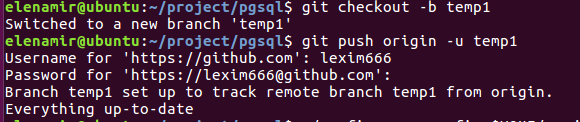 elenamir@ubuntu:~/project/pgsql$ git checkout -b temp1
Switched to a new branch 'temp1'
elenamir@ubuntu:~/project/pgsql$ git push origin -u temp1
Username for 'https://github.com': lexim666
Password for 'https://lexim666@github.com':
Branch temp1 set up to track remote branch temp1 from origin.
Everything up-to-date